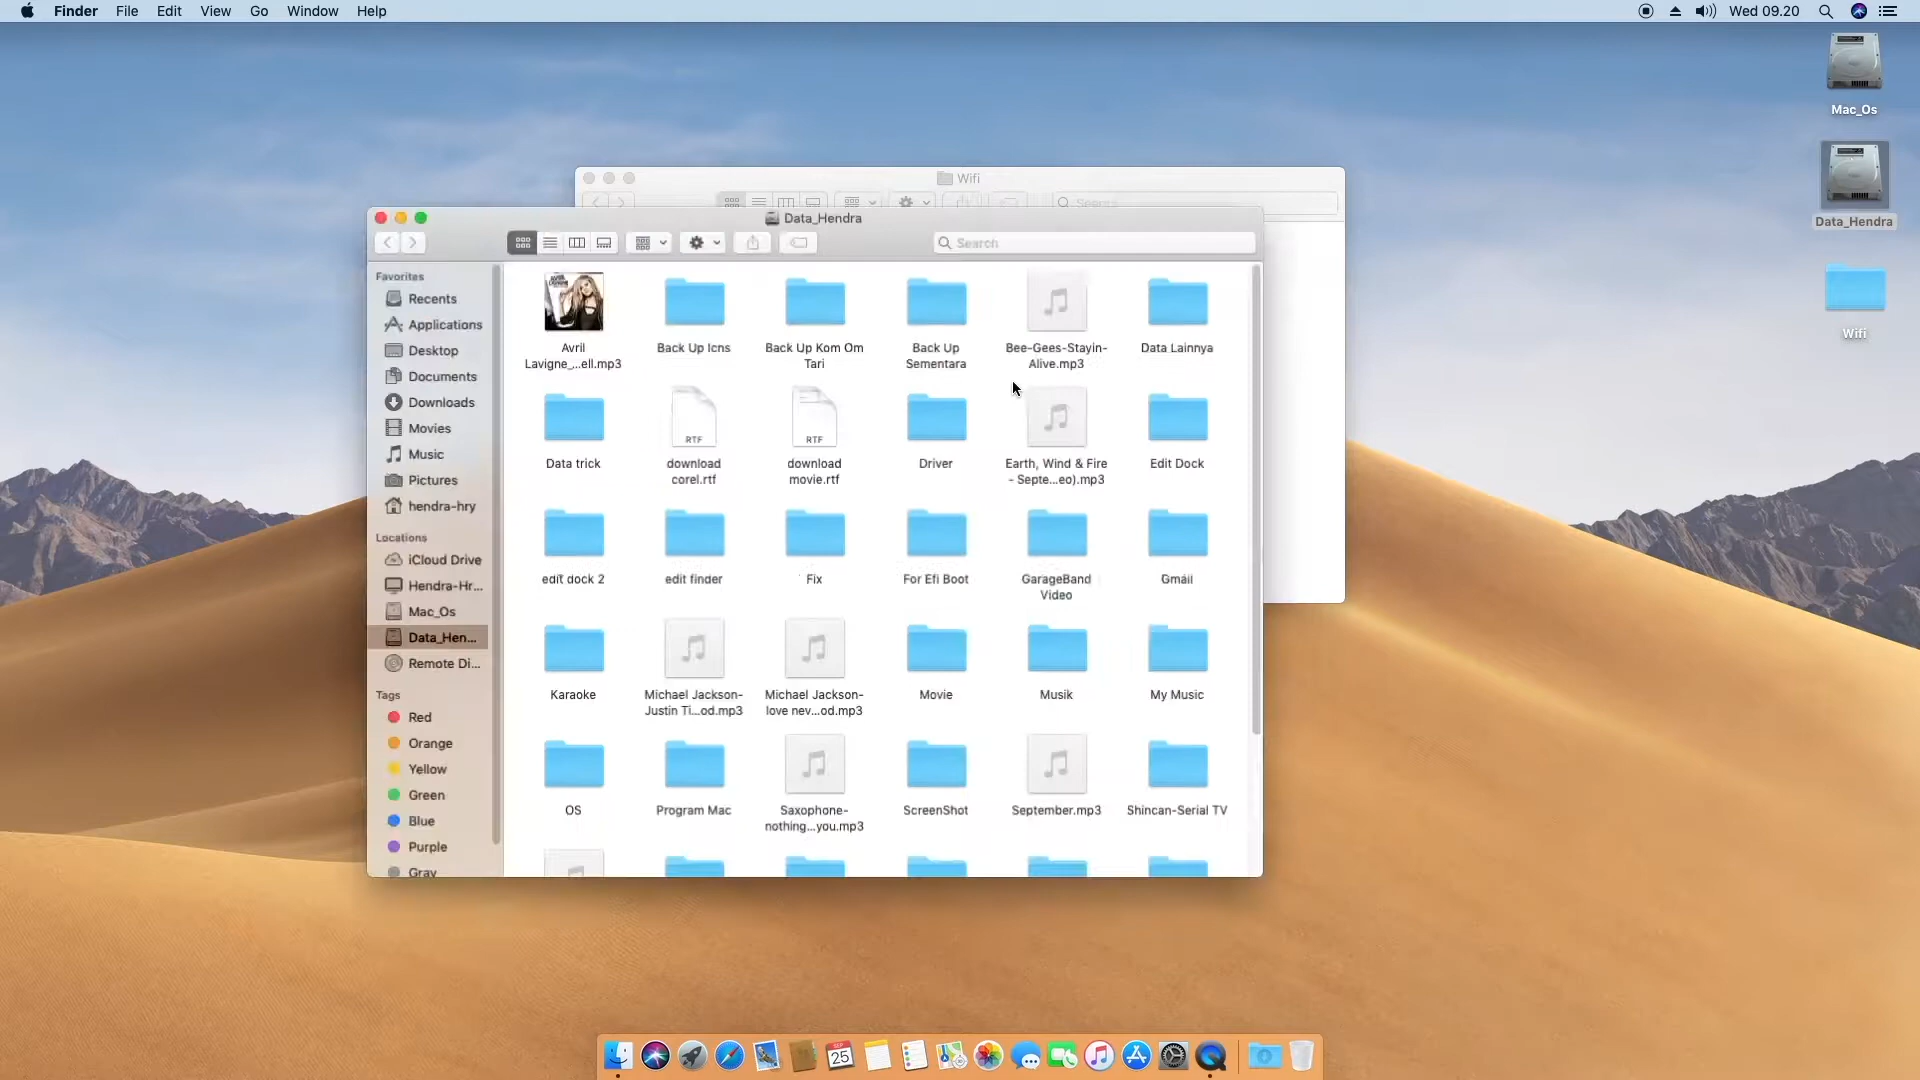 Finder File Edit View Go Window Help
Wed 09.20
Mac_Os
Data_Hendra
Wifi
Wifi
Search
Data_Hendra
Search
Favorites
Recents
Applications
Desktop
Documents
Downloads
Movies
Music
Pictures
hendra-hry
Locations
iCloud Drive
Hendra-Hr...
Mac_Os
Data_Hen...
Remote Di...
Tags
Red
Orange
Yellow
Green
Blue
Purple
Gray
Avril
Lavigne_...ell.mp3
Back Up Icns
Back Up Kom Om
Tari
Back Up
Sementara
Bee-Gees-Stayin-
Alive.mp3
Data Lainnya
Data trick
RTF
download
corel.rtf
RTF
download
movie.rtf
Driver
Earth, Wind & Fire
- Septe...eo).mp3
Edit Dock
edit dock 2
edit finder
Fix
For Efi Boot
GarageBand
Video
Gmail
Karaoke
Michael Jackson-
Justin Ti...od.mp3
Michael Jackson-
love nev...od.mp3
Movie
Musik
My Music
OS
Program Mac
Saxophone-
nothing...you.mp3
ScreenShot
September.mp3
Shincan-Serial TV
SEP
25